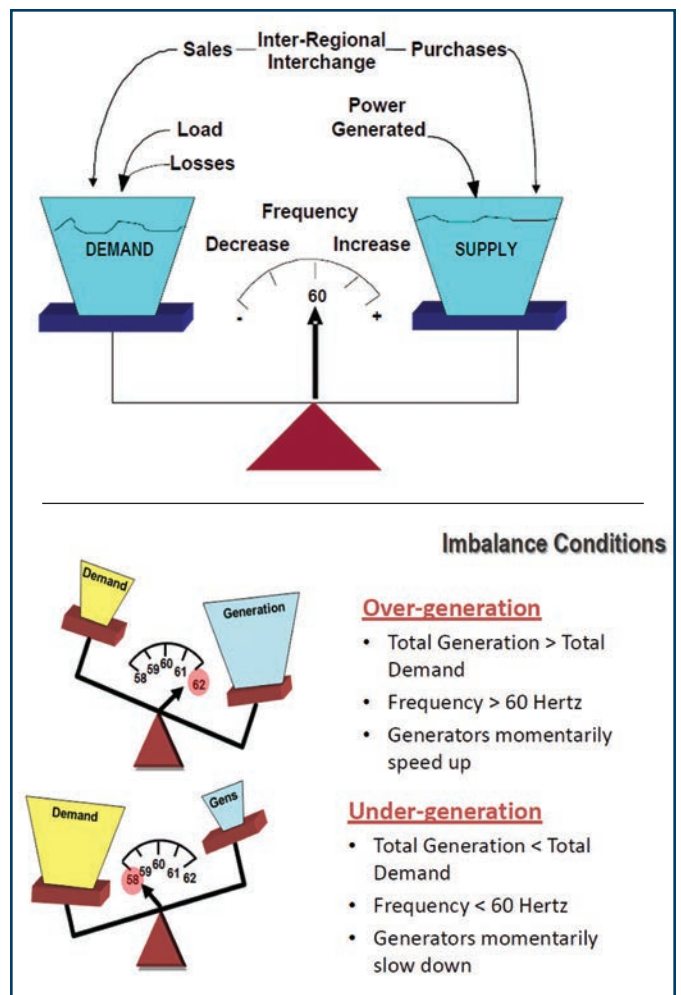 Sales Inter-Regional Interchange Purchases
Load
Losses
Power Generated
Frequency
Decrease Increase
DEMAND
SUPPLY
60
- +
Imbalance Conditions
Demand
Generation
58 59 60 61 62
Over-generation
• Total Generation > Total
Demand
• Frequency > 60 Hertz
• Generators momentarily
speed up
Demand
Gens
58 59 60 61 62
Under-generation
• Total Generation < Total
Demand
• Frequency < 60 Hertz
• Generators momentarily
slow down